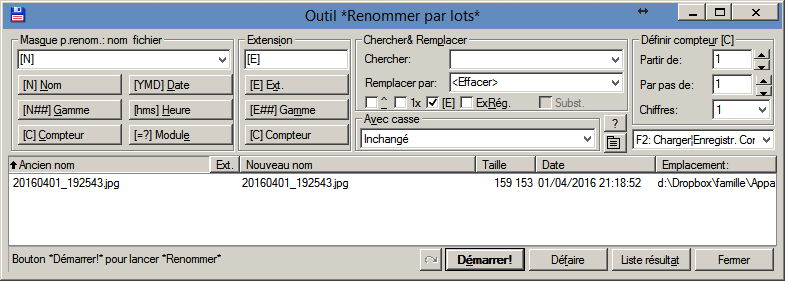 Outil *Renommer par lots*
Masque p.renom.: nom fichier
[N]
[N] Nom
[YMD] Date
[N##] Gamme
[hms] Heure
[C] Compteur
[=?] Module
Extension
[E]
[E] Ext.
[E##] Gamme
[C] Compteur
Chercher& Remplacer
Chercher:
Remplacer par:
<Effacer>
^
1x
[E]
ExRég.
Subst.
Avec casse
Inchangé
?
Définir compteur [C]
Partir de:
1
Par pas de:
1
Chiffres:
1
F2: Charger|Enregistr. Cor
Ancien nom
Ext.
Nouveau nom
Taille
Date
Emplacement:
20160401_192543.jpg
20160401_192543.jpg
159 153
01/04/2016 21:18:52
d:\Dropbox\famille\Appa
Bouton *Démarrer!* pour lancer *Renommer*
Démarrer!
Défaire
Liste résultat
Fermer